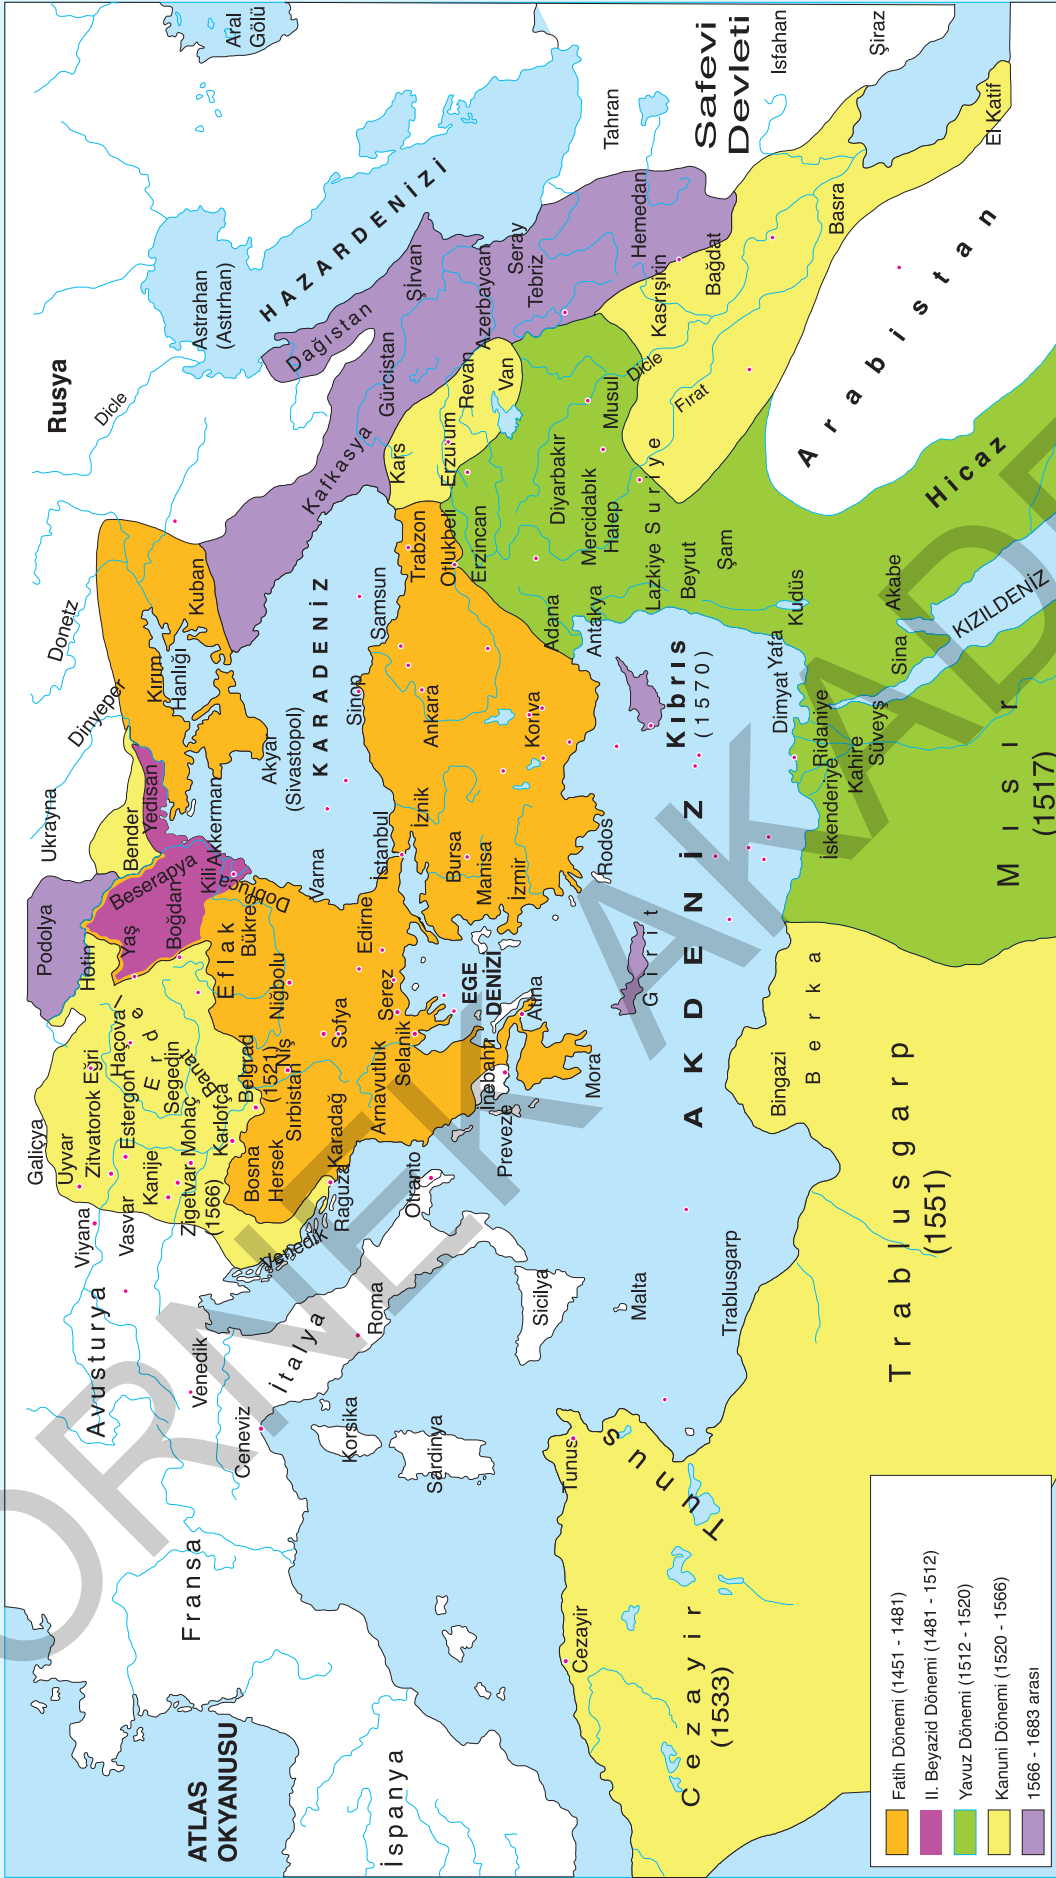 ATLAS
OKYANUSU
İspanya
Fransa
Avusturya
Viyana
Vasvar
Galiçya
Uyvar
Zitvatorok
Eğri
Estergon
Haçova
Kanije
Erdel
Segedin
Banat
Zigetvar
(1566)
Mohaç
Karlofça
Belgrad
(1521)
Niş
Sırbistan
Bosna
Hersek
Karadağ
Raguza
Venedik
Venedik
Ceneviz
İtalya
Roma
Korsika
Sardinya
Sicilya
Malta
Otranto
Preveze
İnebahtı
Arnavutluk
Selanik
Serez
Sofya
Niğbolu
Eflak
Bükreş
Dobruca
Edirne
Varna
İstanbul
EGE
DENİZİ
Atina
Mora
Podolya
Hotin
Yaş
Boğdan
Beserapya
Kili
Akkerman
Bender
Yedisan
Ukrayna
Dinyeper
Donetz
Kırım
Hanlığı
Kuban
Akyar
(Sivastopol)
KARADENİZ
Rusya
Dicle
Astrahan
(Astırhan)
HAZARDENİZİ
Aral
Gölü
Dağıstan
Şİrvan
Gürcistan
Kafkasya
Azerbaycan
Seray
Tebriz
Revan
Van
Kars
Erzurum
Trabzon
Otlukbeli
Erzincan
Samsun
Sinop
Ankara
Konya
İznik
Bursa
Manisa
İzmir
Rodos
Girit
Kıbrıs
(1570)
AKDENİZ
Adana
Antakya
Diyarbakır
Mercidabık
Halep
Musul
Dicle
Fırat
Suriye
Lazkiye
Beyrut
Şam
Kudüs
Yafa
Dimyat
Akabe
Sina
KIZILDENİZ
Hicaz
Arabistan
Kasrışirin
Bağdat
Hemedan
Basra
El Katif
Tahran
Safevi
Devleti
Isfahan
Şiraz
Ridaniye
İskenderiye
Kahire
Süveyş
Mısır
(1517)
Bingazi
Berka
Trablusgarp
Trablusgarp
(1551)
Tunus
Tunus
Cezayir
Cezayir
(1533)
Fatih Dönemi (1451 - 1481)
II. Beyazid Dönemi (1481 - 1512)
Yavuz Dönemi (1512 - 1520)
Kanuni Dönemi (1520 - 1566)
1566 - 1683 arası
ÖRNEK AKAD